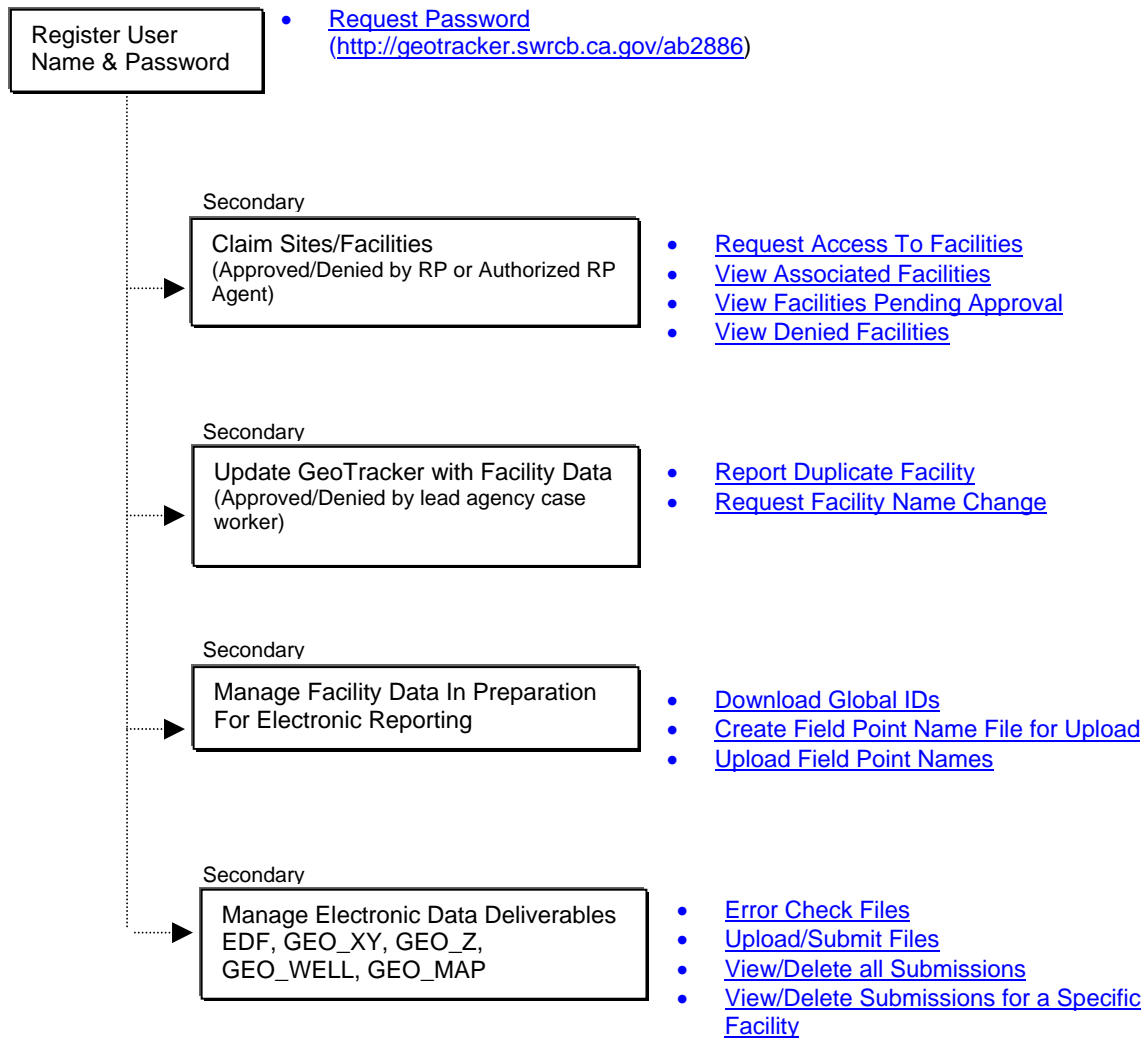 Register User
Name & Password
• Request Password
(http://geotracker.swrcb.ca.gov/ab2886)
Secondary
Claim Sites/Facilities
(Approved/Denied by RP or Authorized RP
Agent)
• Request Access To Facilities
• View Associated Facilities
• View Facilities Pending Approval
• View Denied Facilities
Secondary
Update GeoTracker with Facility Data
(Approved/Denied by lead agency case
worker)
• Report Duplicate Facility
• Request Facility Name Change
Secondary
Manage Facility Data In Preparation
For Electronic Reporting
• Download Global IDs
• Create Field Point Name File for Upload
• Upload Field Point Names
Secondary
Manage Electronic Data Deliverables
EDF, GEO_XY, GEO_Z,
GEO_WELL, GEO_MAP
• Error Check Files
• Upload/Submit Files
• View/Delete all Submissions
• View/Delete Submissions for a Specific
Facility